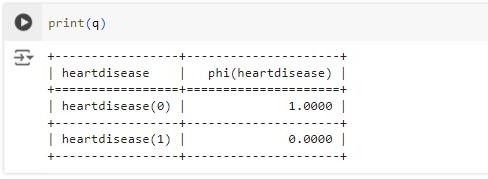 print(q)
+----------------+---------------------+
| heartdisease   |   phi(heartdisease) |
+================+=====================+
| heartdisease(0) |              1.0000 |
+----------------+---------------------+
| heartdisease(1) |              0.0000 |
+----------------+---------------------+